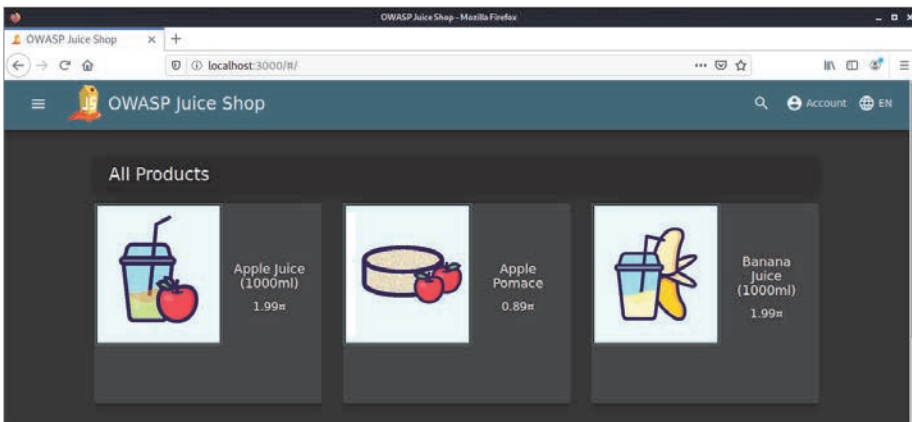 OWASP Juice Shop - Mozilla Firefox
OWASP Juice Shop × +
localhost:3000/#/
JS OWASP Juice Shop Account EN
All Products
Apple Juice
(1000ml)
1.99¤
Apple
Pomace
0.89¤
Banana
Juice
(1000ml)
1.99¤